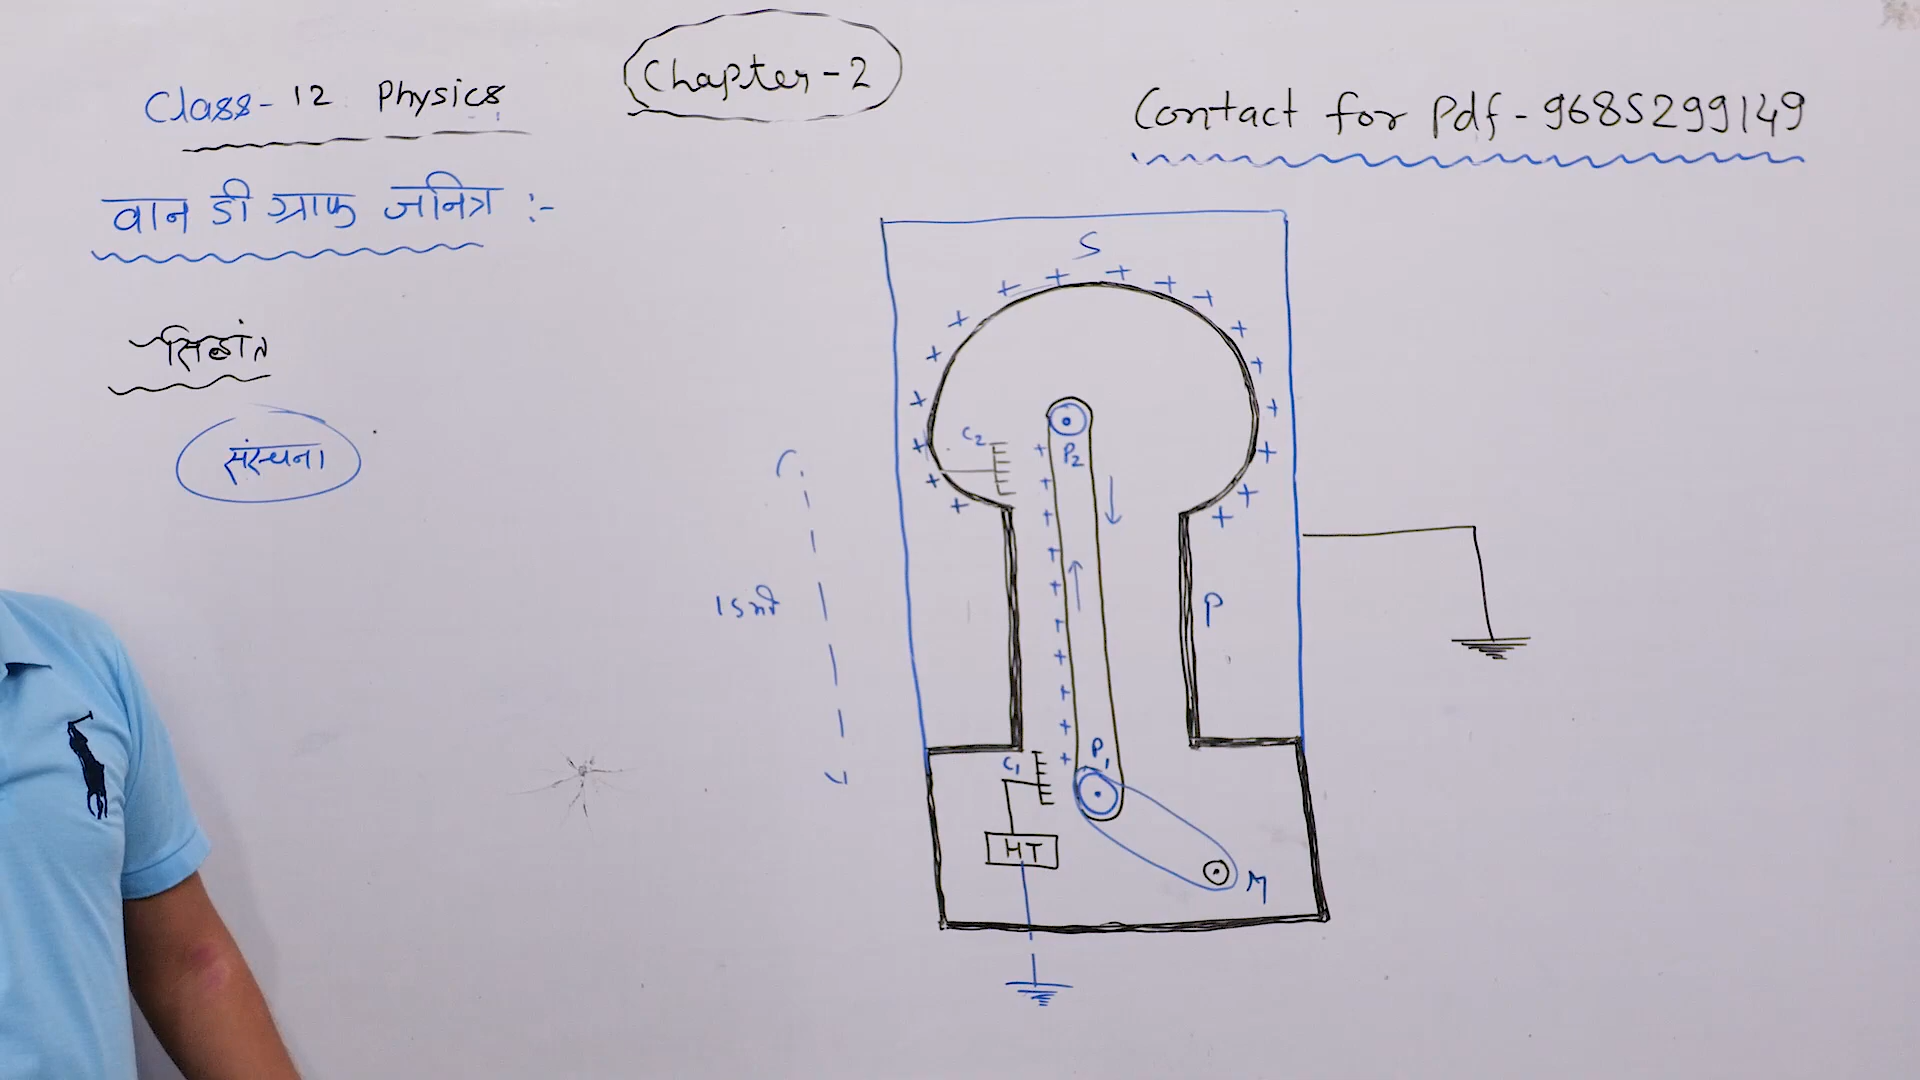 Class-12 Physics
Chapter-2
Contact for Pdf-9685299149
वान डी ग्राफ जनित्र :-
सिद्धांत
संरचना
S
C2
P2
15मी
P
P1
C1
HT
M